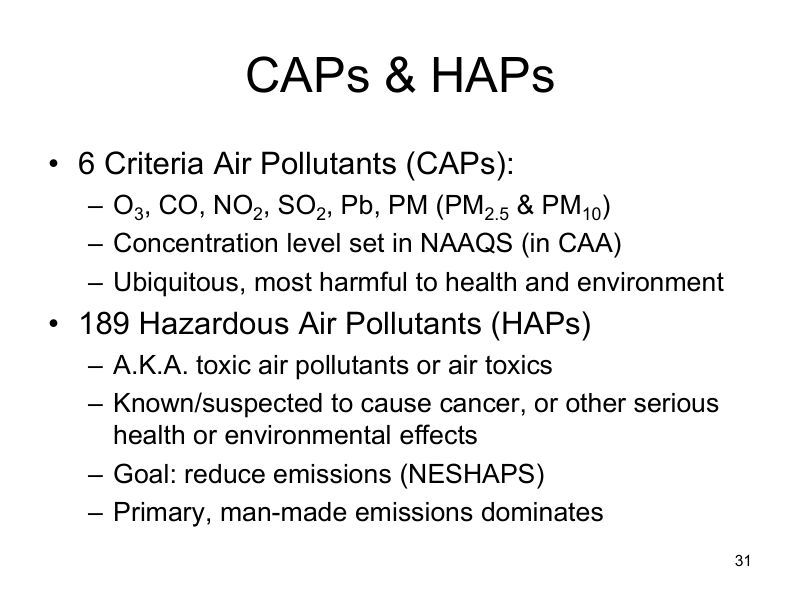 CAPs & HAPs
• 6 Criteria Air Pollutants (CAPs):
– O₃, CO, NO₂, SO₂, Pb, PM (PM₂.₅ & PM₁₀)
– Concentration level set in NAAQS (in CAA)
– Ubiquitous, most harmful to health and environment
• 189 Hazardous Air Pollutants (HAPs)
– A.K.A. toxic air pollutants or air toxics
– Known/suspected to cause cancer, or other serious
health or environmental effects
– Goal: reduce emissions (NESHAPS)
– Primary, man-made emissions dominates
31